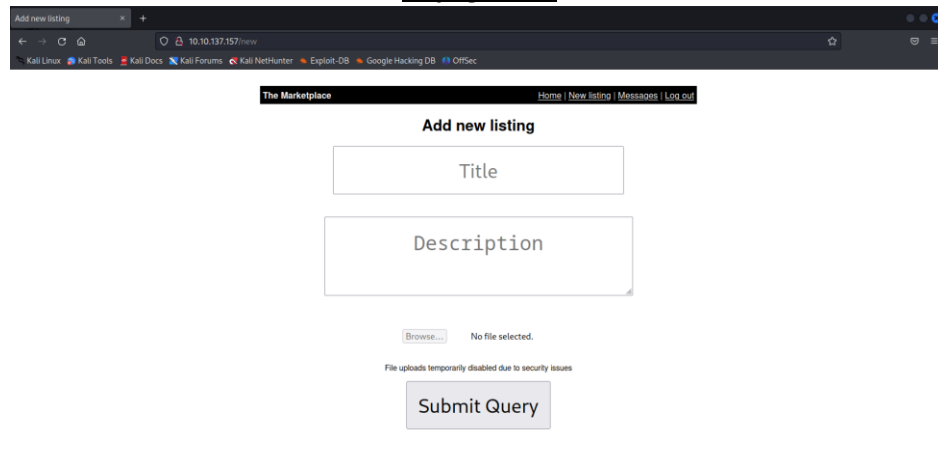 Add new listing
10.10.137.157/new
Kali Linux Kali Tools Kali Docs Kali Forums Kali NetHunter Exploit-DB Google Hacking DB OffSec
The Marketplace Home | New listing | Messages | Log out
Add new listing
Title
Description
Browse... No file selected.
File uploads temporarily disabled due to security issues
Submit Query